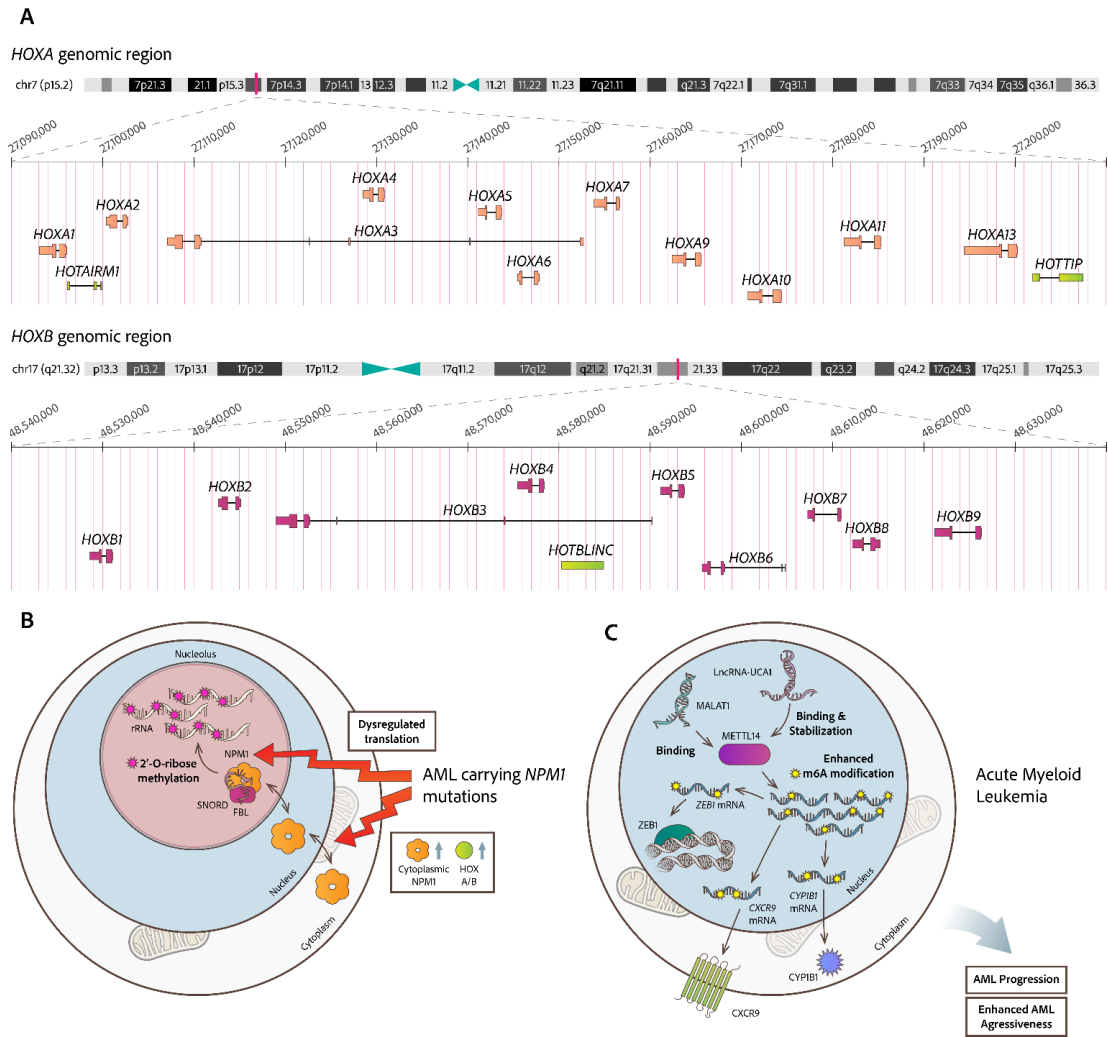 A
HOXA genomic region
chr7 (p15.2)
7p21.3
21.1
p15.3
7p14.3
7p14.1
13
12.3
11.2
11.21
11.22
11.23
7q21.11
q21.3
7q22.1
7q31.1
7q33
7q34
7q35
q36.1
36.3
27,090,000
27,100,000
27,110,000
27,120,000
27,130,000
27,140,000
27,150,000
27,160,000
27,170,000
27,180,000
27,190,000
27,200,000
HOXA4
HOXA7
HOXA5
HOXA2
HOXA11
HOXA1
HOXA3
HOXA9
HOXA13
HOTAIRM1
HOXA6
HOXA10
HOTTIP
HOXB genomic region
chr17 (q21.32)
p13.3
p13.2
17p13.1
17p12
17p11.2
17q11.2
17q12
q21.2
17q21.31
21.33
17q22
q23.2
q24.2
17q24.3
17q25.1
17q25.3
48,540,000
48,530,000
48,540,000
48,550,000
48,560,000
48,570,000
48,580,000
48,590,000
48,600,000
48,610,000
48,620,000
48,630,000
HOXB4
HOXB5
HOXB2
HOXB7
HOXB3
HOXB9
HOXB1
HOXB8
HOTBLINC
HOXB6
B
Nucleolus
rRNA
NPM1
2'-O-ribose
methylation
SNORD
FBL
Nucleus
Cytoplasm
Dysregulated
translation
AML carrying NPM1
mutations
Cytoplasmic
NPM1
HOX
A/B
C
LncRNA-UCA1
MALAT1
Binding &
Stabilization
METTL14
Binding
Enhanced
m6A modification
ZEB1 mRNA
ZEB1
CXCR9
mRNA
CYP1B1
mRNA
Nucleus
Cytoplasm
CYP1B1
CXCR9
Acute Myeloid
Leukemia
AML Progression
Enhanced AML
Agressiveness